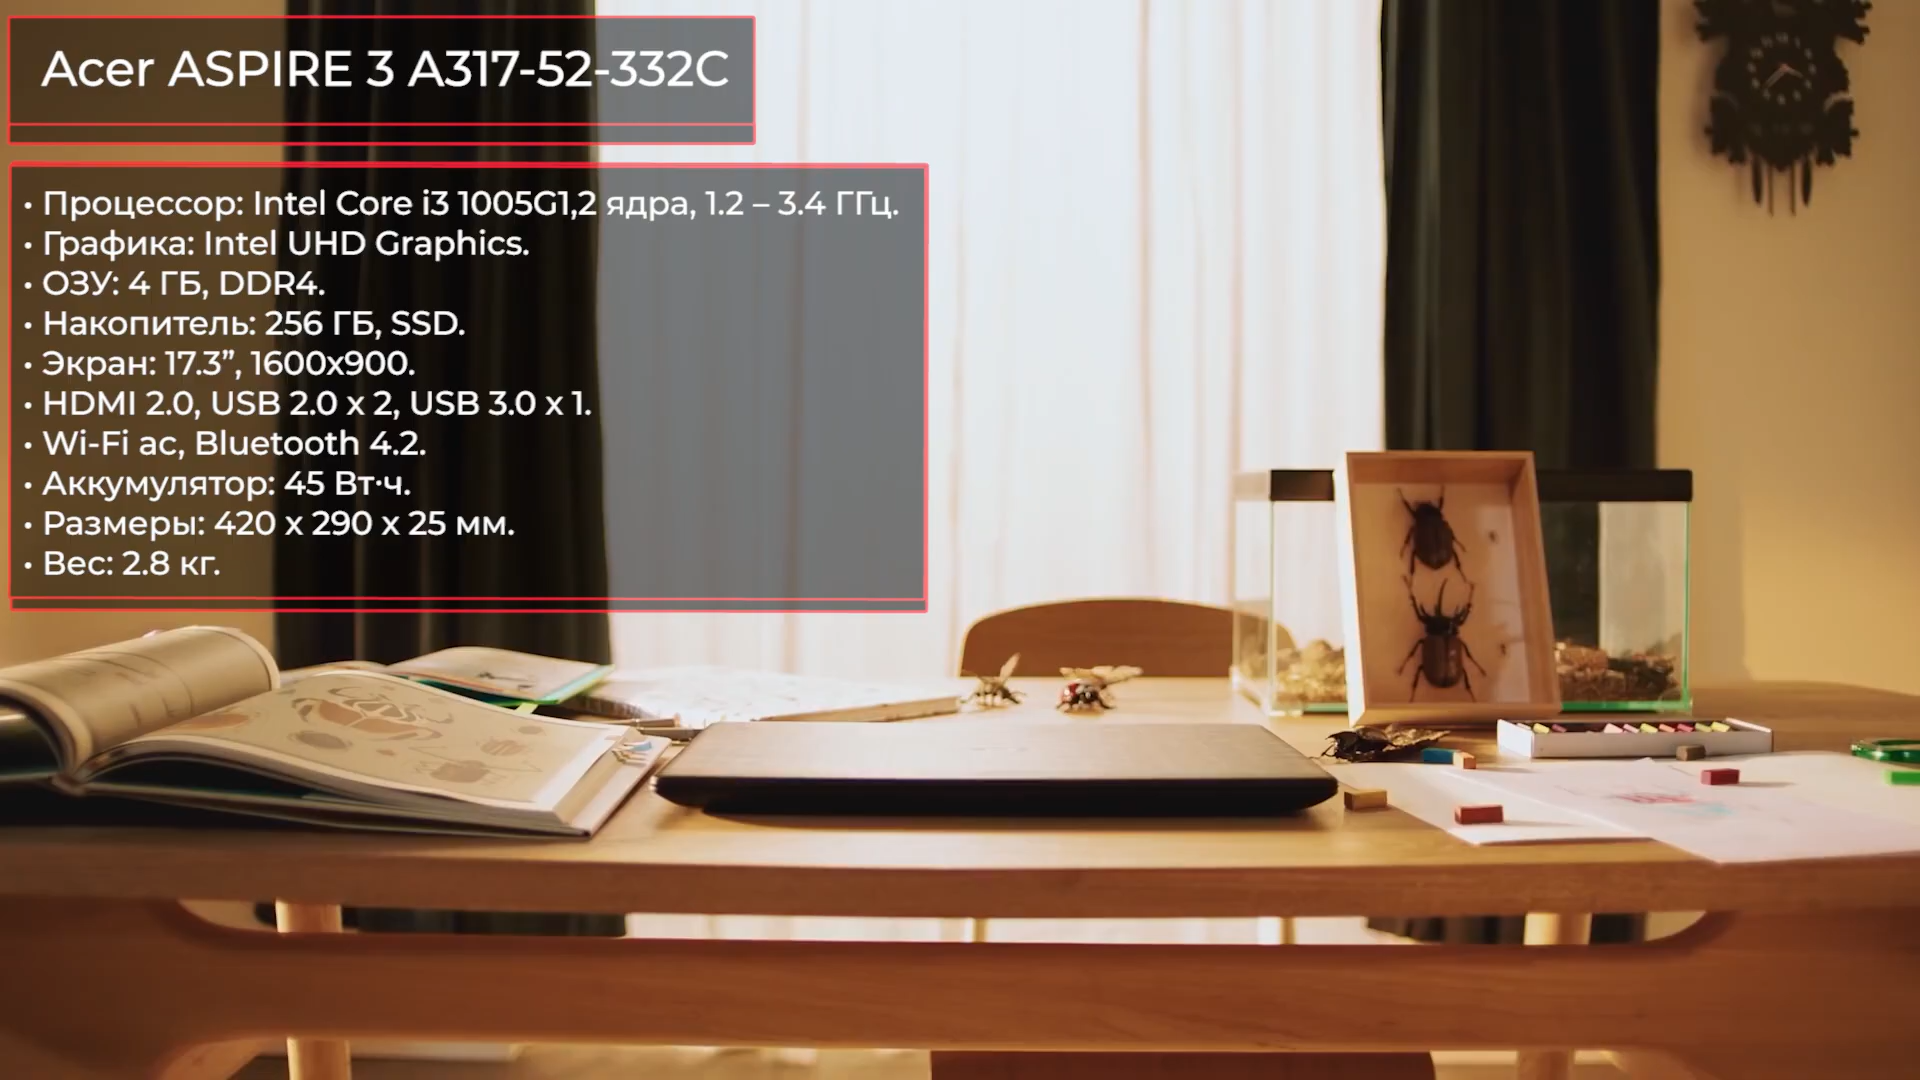 Acer ASPIRE 3 A317-52-332C
• Процессор: Intel Core i3 1005G1,2 ядра, 1.2 – 3.4 ГГц.
• Графика: Intel UHD Graphics.
• ОЗУ: 4 ГБ, DDR4.
• Накопитель: 256 ГБ, SSD.
• Экран: 17.3”, 1600x900.
• HDMI 2.0, USB 2.0 x 2, USB 3.0 x 1.
• Wi-Fi ac, Bluetooth 4.2.
• Аккумулятор: 45 Вт·ч.
• Размеры: 420 x 290 x 25 мм.
• Вес: 2.8 кг.